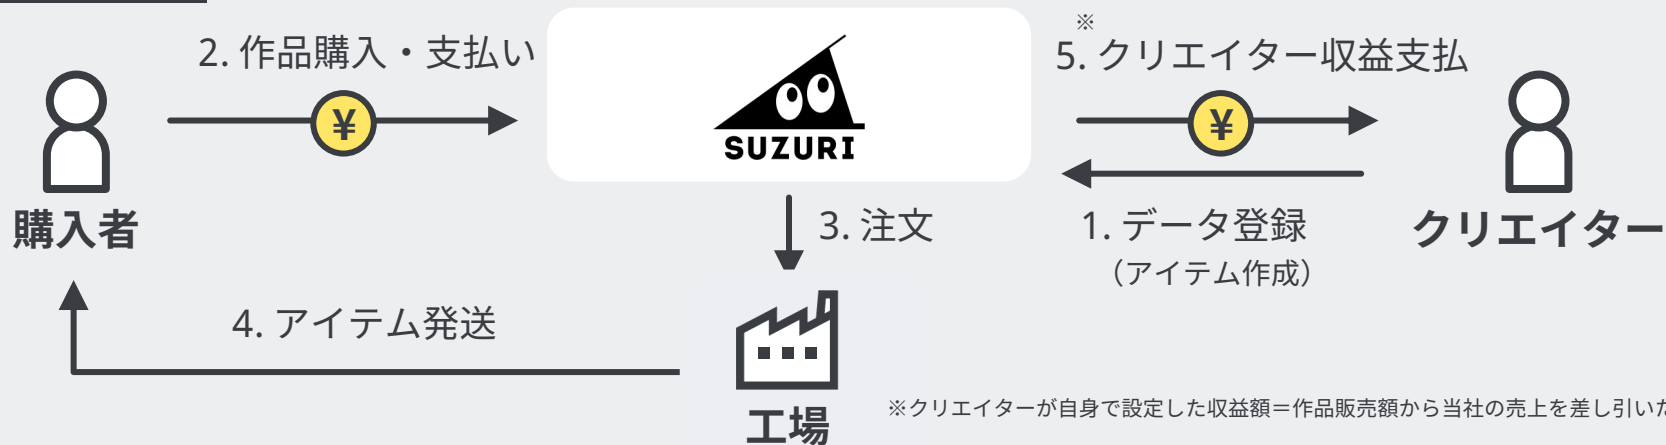 2. 作品購入・支払い
※
5. クリエイター収益支払
¥
¥
SUZURI
購入者
3. 注文
1. データ登録
（アイテム作成）
クリエイター
4. アイテム発送
工場
※クリエイターが自身で設定した収益額＝作品販売額から当社の売上を差し引いた